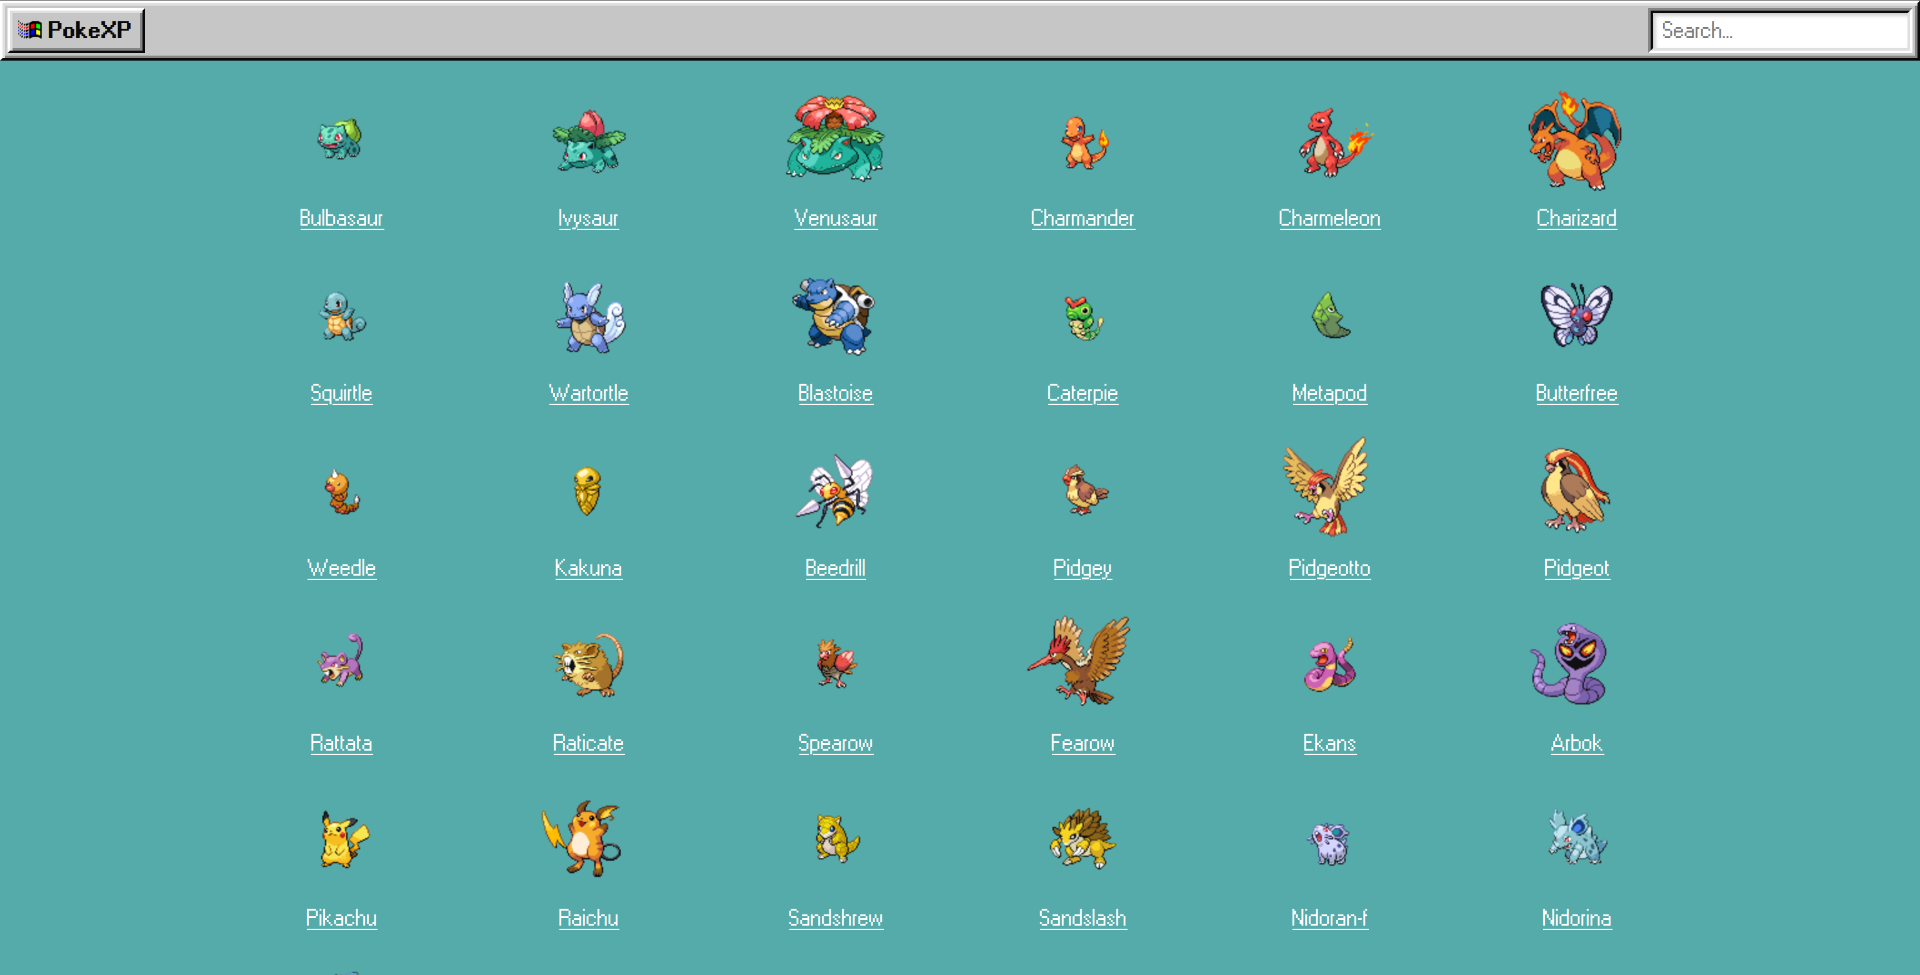 PokeXP
Search...
Bulbasaur
Ivysaur
Venusaur
Charmander
Charmeleon
Charizard
Squirtle
Wartortle
Blastoise
Caterpie
Metapod
Butterfree
Weedle
Kakuna
Beedrill
Pidgey
Pidgeotto
Pidgeot
Rattata
Raticate
Spearow
Fearow
Ekans
Arbok
Pikachu
Raichu
Sandshrew
Sandslash
Nidoran-f
Nidorina